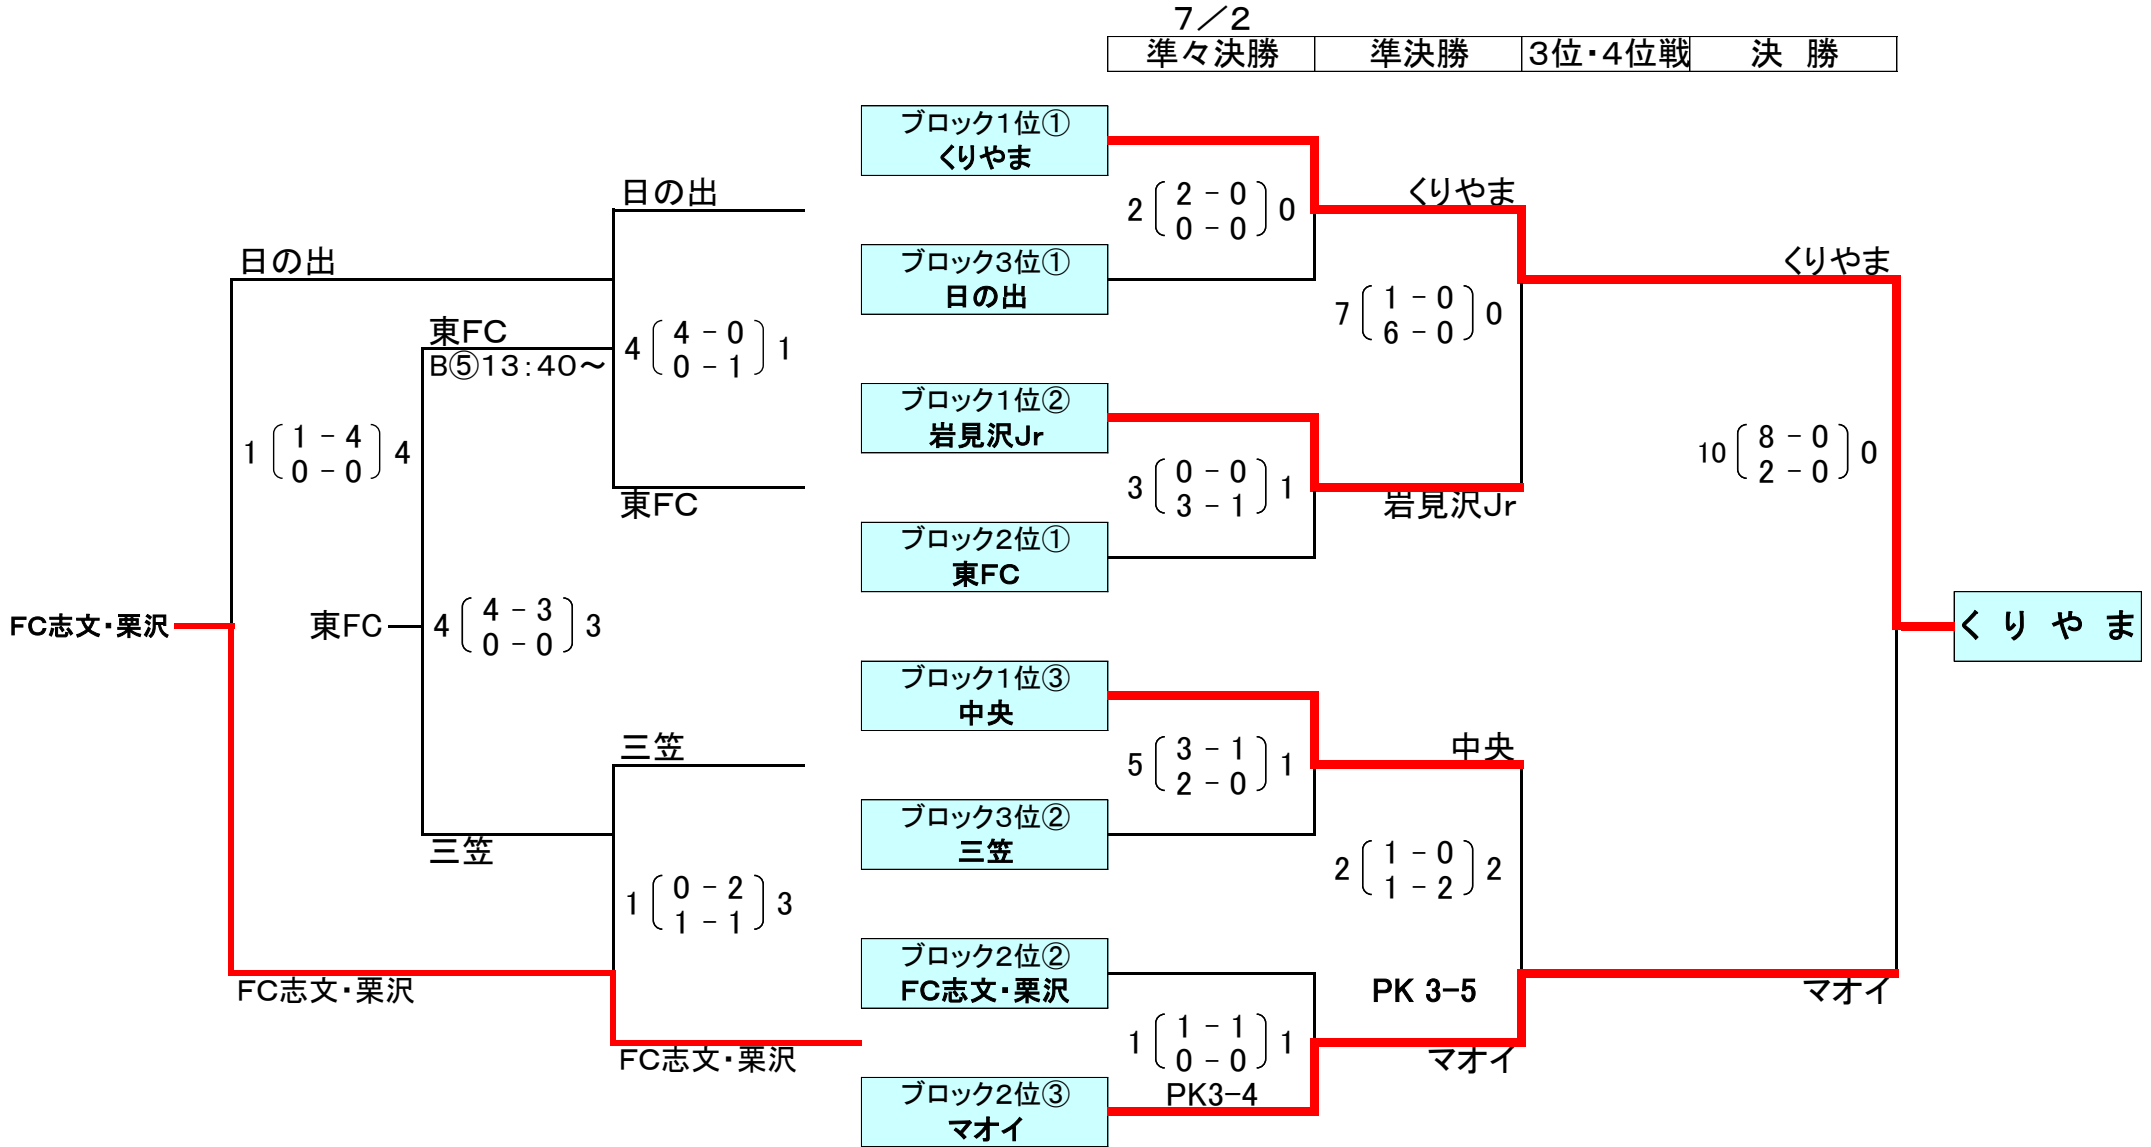 7／2
準々決勝 準決勝 3位・4位戦 決 勝
ブロック1位①
くりやま
日の出
2 2 - 0 0
0 - 0
くりやま
日の出
ブロック3位①
日の出
くりやま
東FC
B⑤13:40～
4 4 - 0 1
0 - 1
7 1 - 0 0
6 - 0
ブロック1位②
岩見沢Jr
1 1 - 4 4
0 - 0
10 8 - 0 0
2 - 0
東FC
3 0 - 0 1
3 - 1
岩見沢Jr
ブロック2位①
東FC
FC志文・栗沢
東FC
4 4 - 3 3
0 - 0
くりやま
ブロック1位③
中央
三笠
5 3 - 1 1
2 - 0
中央
三笠
ブロック3位②
三笠
1 0 - 2 3
1 - 1
2 1 - 0 2
1 - 2
FC志文・栗沢
ブロック2位②
FC志文・栗沢
PK 3-5
マオイ
FC志文・栗沢
1 1 - 1 1
0 - 0
PK3-4
マオイ
ブロック2位③
マオイ